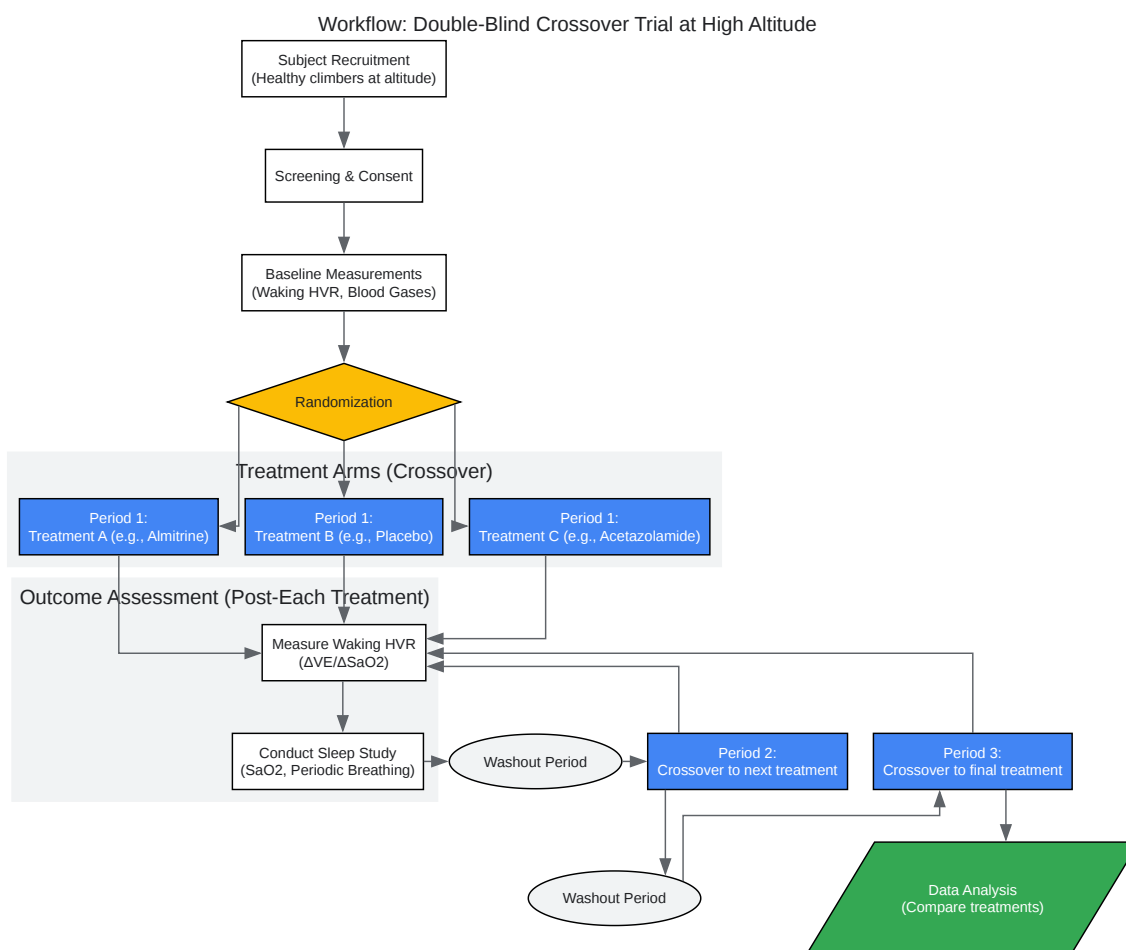 Workflow: Double-Blind Crossover Trial at High Altitude
Subject Recruitment
(Healthy climbers at altitude)
Screening & Consent
Baseline Measurements
(Waking HVR, Blood Gases)
Randomization
Treatment Arms (Crossover)
Period 1:
Treatment A (e.g., Almitrine)
Period 1:
Treatment B (e.g., Placebo)
Period 1:
Treatment C (e.g., Acetazolamide)
Outcome Assessment (Post-Each Treatment)
Measure Waking HVR
(ΔVE/ΔSaO2)
Conduct Sleep Study
(SaO2, Periodic Breathing)
Washout Period
Period 2:
Crossover to next treatment
Period 3:
Crossover to final treatment
Washout Period
Data Analysis
(Compare treatments)